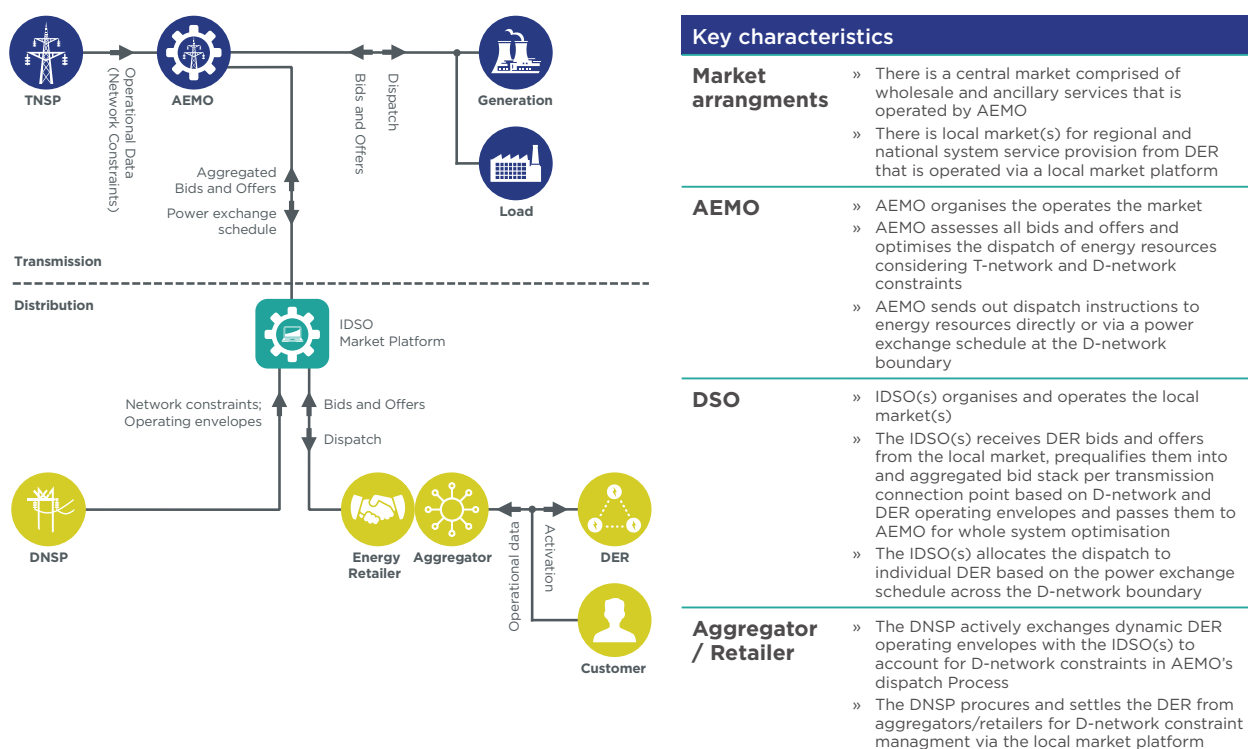 TNSP
Operational Data
(Network Constraints)
AEMO
Bids and Offers
Dispatch
Generation
Load
Aggregated
Bids and Offers
Power exchange
schedule
Transmission
Distribution
IDSO
Market Platform
Network constraints;
Operating envelopes
Bids and Offers
Dispatch
DNSP
Energy
Retailer
Aggregator
Operational data
Activation
DER
Customer
Key characteristics
Market
arrangments
» There is a central market comprised of
wholesale and ancillary services that is
operated by AEMO
» There is local market(s) for regional and
national system service provision from DER
that is operated via a local market platform
AEMO
» AEMO organises the operates the market
» AEMO assesses all bids and offers and
optimises the dispatch of energy resources
considering T-network and D-network
constraints
» AEMO sends out dispatch instructions to
energy resources directly or via a power
exchange schedule at the D-network
boundary
DSO
» IDSO(s) organises and operates the local
market(s)
» The IDSO(s) receives DER bids and offers
from the local market, prequalifies them into
and aggregated bid stack per transmission
connection point based on D-network and
DER operating envelopes and passes them to
AEMO for whole system optimisation
» The IDSO(s) allocates the dispatch to
individual DER based on the power exchange
schedule across the D-network boundary
Aggregator
/ Retailer
» The DNSP actively exchanges dynamic DER
operating envelopes with the IDSO(s) to
account for D-network constraints in AEMO's
dispatch Process
» The DNSP procures and settles the DER from
aggregators/retailers for D-network constraint
managment via the local market platform